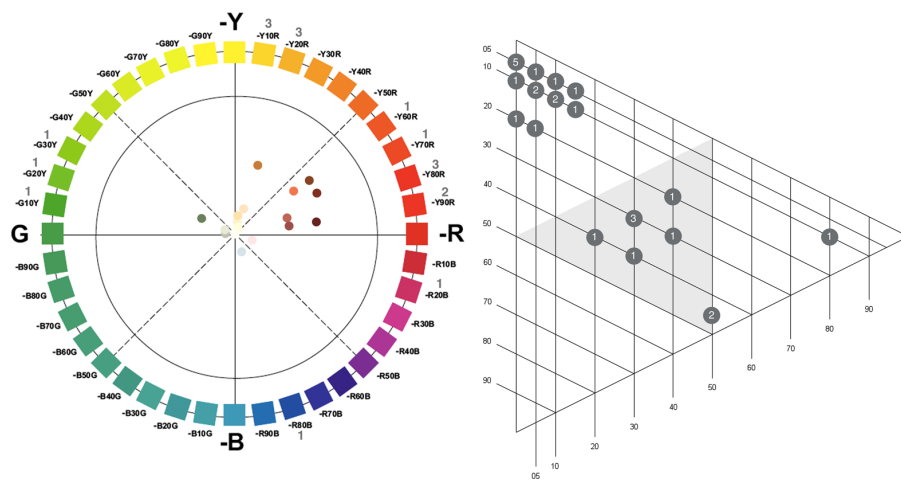 -Y
3
3
-G90Y
-Y10R
-G80Y
-Y20R
-G70Y
-Y30R
-G60Y
-Y40R
-G50Y
-Y50R
-G40Y
1
-Y60R
1
-G30Y
1
-Y70R
1
-G20Y
3
-Y80R
1
-G10Y
2
-Y90R
G
-R
-B90G
-R10B
-B80G
1
-R20B
-B70G
-R30B
-B60G
-R40B
-B50G
-R50B
-B40G
-R60B
-B30G
-R70B
-B20G
-R80B
-B10G
-R90B
1
-B
05
10
20
30
40
50
60
70
80
90
5
1
1
1
1
2
2
1
1
1
1
3
1
1
1
1
2
90
80
70
60
50
40
30
20
10
05